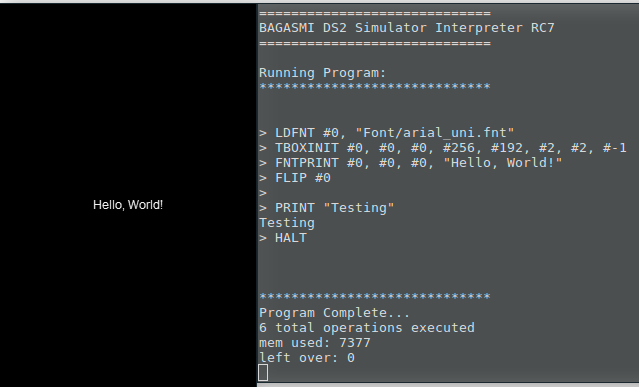 Hello, World!
=============================
BAGASMI DS2 Simulator Interpreter RC7
=============================
Running Program:
*****************************
> LDFNT #0, "Font/arial_uni.fnt"
> TBOXINIT #0, #0, #0, #256, #192, #2, #2, #-1
> FNTPRINT #0, #0, #0, "Hello, World!"
> FLIP #0
>
> PRINT "Testing"
Testing
> HALT
*****************************
Program Complete...
6 total operations executed
mem used: 7377
left over: 0